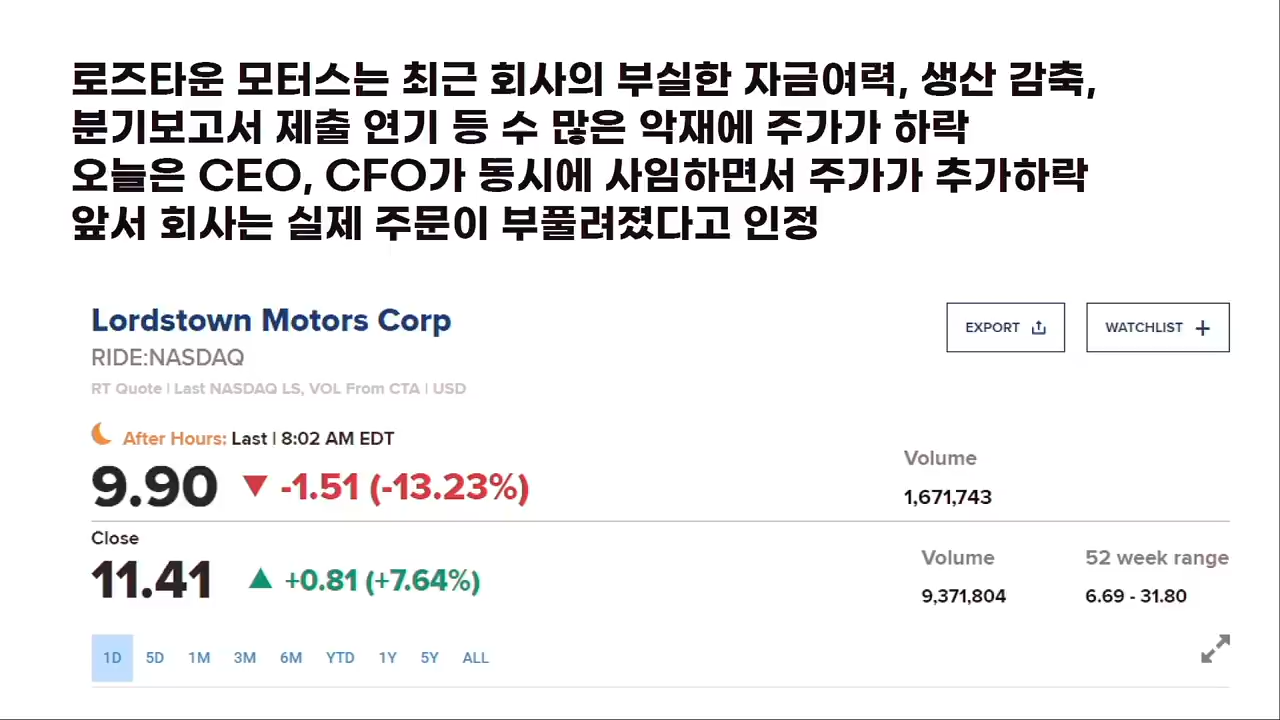 로즈타운 모터스는 최근 회사의 부실한 자금여력, 생산 감축,
분기보고서 제출 연기 등 수 많은 악재에 주가가 하락
오늘은 CEO, CFO가 동시에 사임하면서 주가가 추가하락
앞서 회사는 실제 주문이 부풀려졌다고 인정
Lordstown Motors Corp
EXPORT
WATCHLIST +
RIDE:NASDAQ
RT Quote | Last NASDAQ LS, VOL From CTA | USD
After Hours: Last | 8:02 AM EDT
9.90 ▼ -1.51 (-13.23%)
Volume
1,671,743
Close
11.41 ▲ +0.81 (+7.64%)
Volume
9,371,804
52 week range
6.69 - 31.80
1D 5D 1M 3M 6M YTD 1Y 5Y ALL